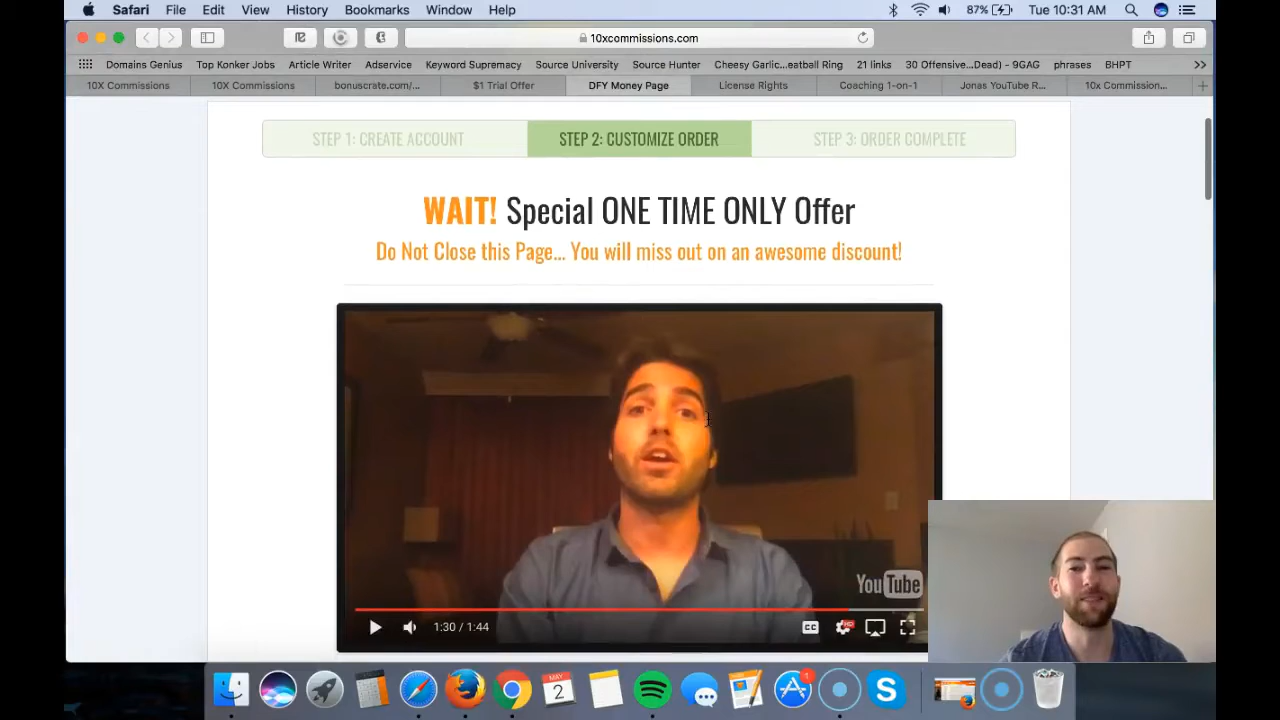 Safari File Edit View History Bookmarks Window Help 87% Tue 10:31 AM
10xcommissions.com
Domains Genius Top Konker Jobs Article Writer Adservice Keyword Supremacy Source University Source Hunter Cheesy Garlic...eatball Ring 21 links 30 Offensive...Dead) - 9GAG phrases BHPT >>
10X Commissions 10X Commissions bonuscrate.com/... $1 Trial Offer DFY Money Page License Rights Coaching 1-on-1 Jonas YouTube R... 10x Commission... +
STEP 1: CREATE ACCOUNT STEP 2: CUSTOMIZE ORDER STEP 3: ORDER COMPLETE
WAIT! Special ONE TIME ONLY Offer
Do Not Close this Page... You will miss out on an awesome discount!
YouTube
1:30 / 1:44 CC HD
MAY
2
1
S